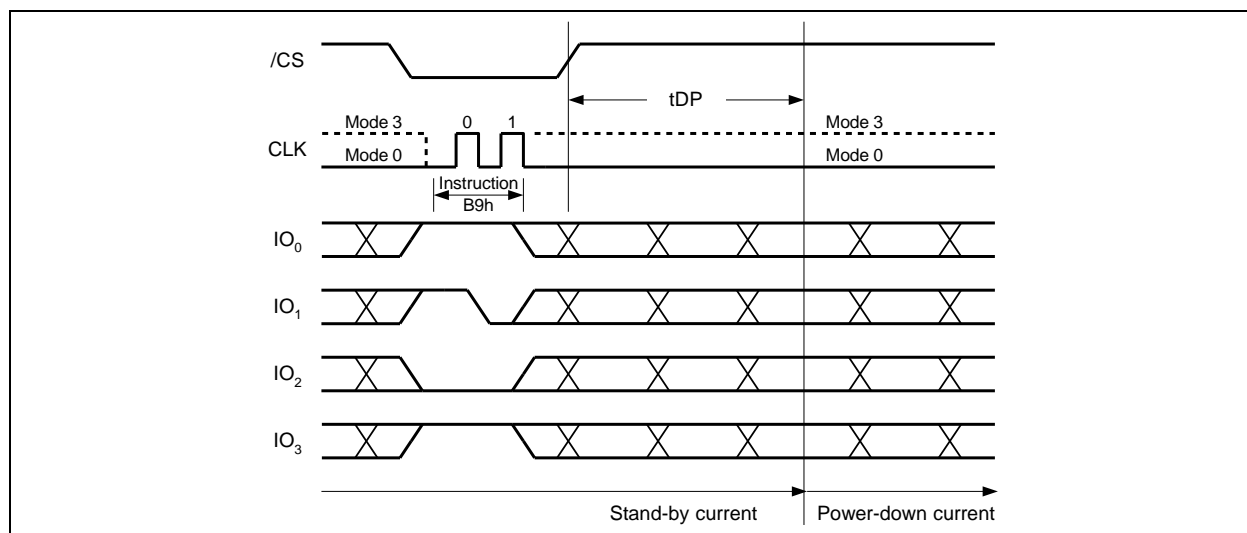 /CS
tDP
Mode 3 0 1 Mode 3
CLK
Mode 0 Mode 0
Instruction
B9h
IO₀
IO₁
IO₂
IO₃
Stand-by current Power-down current